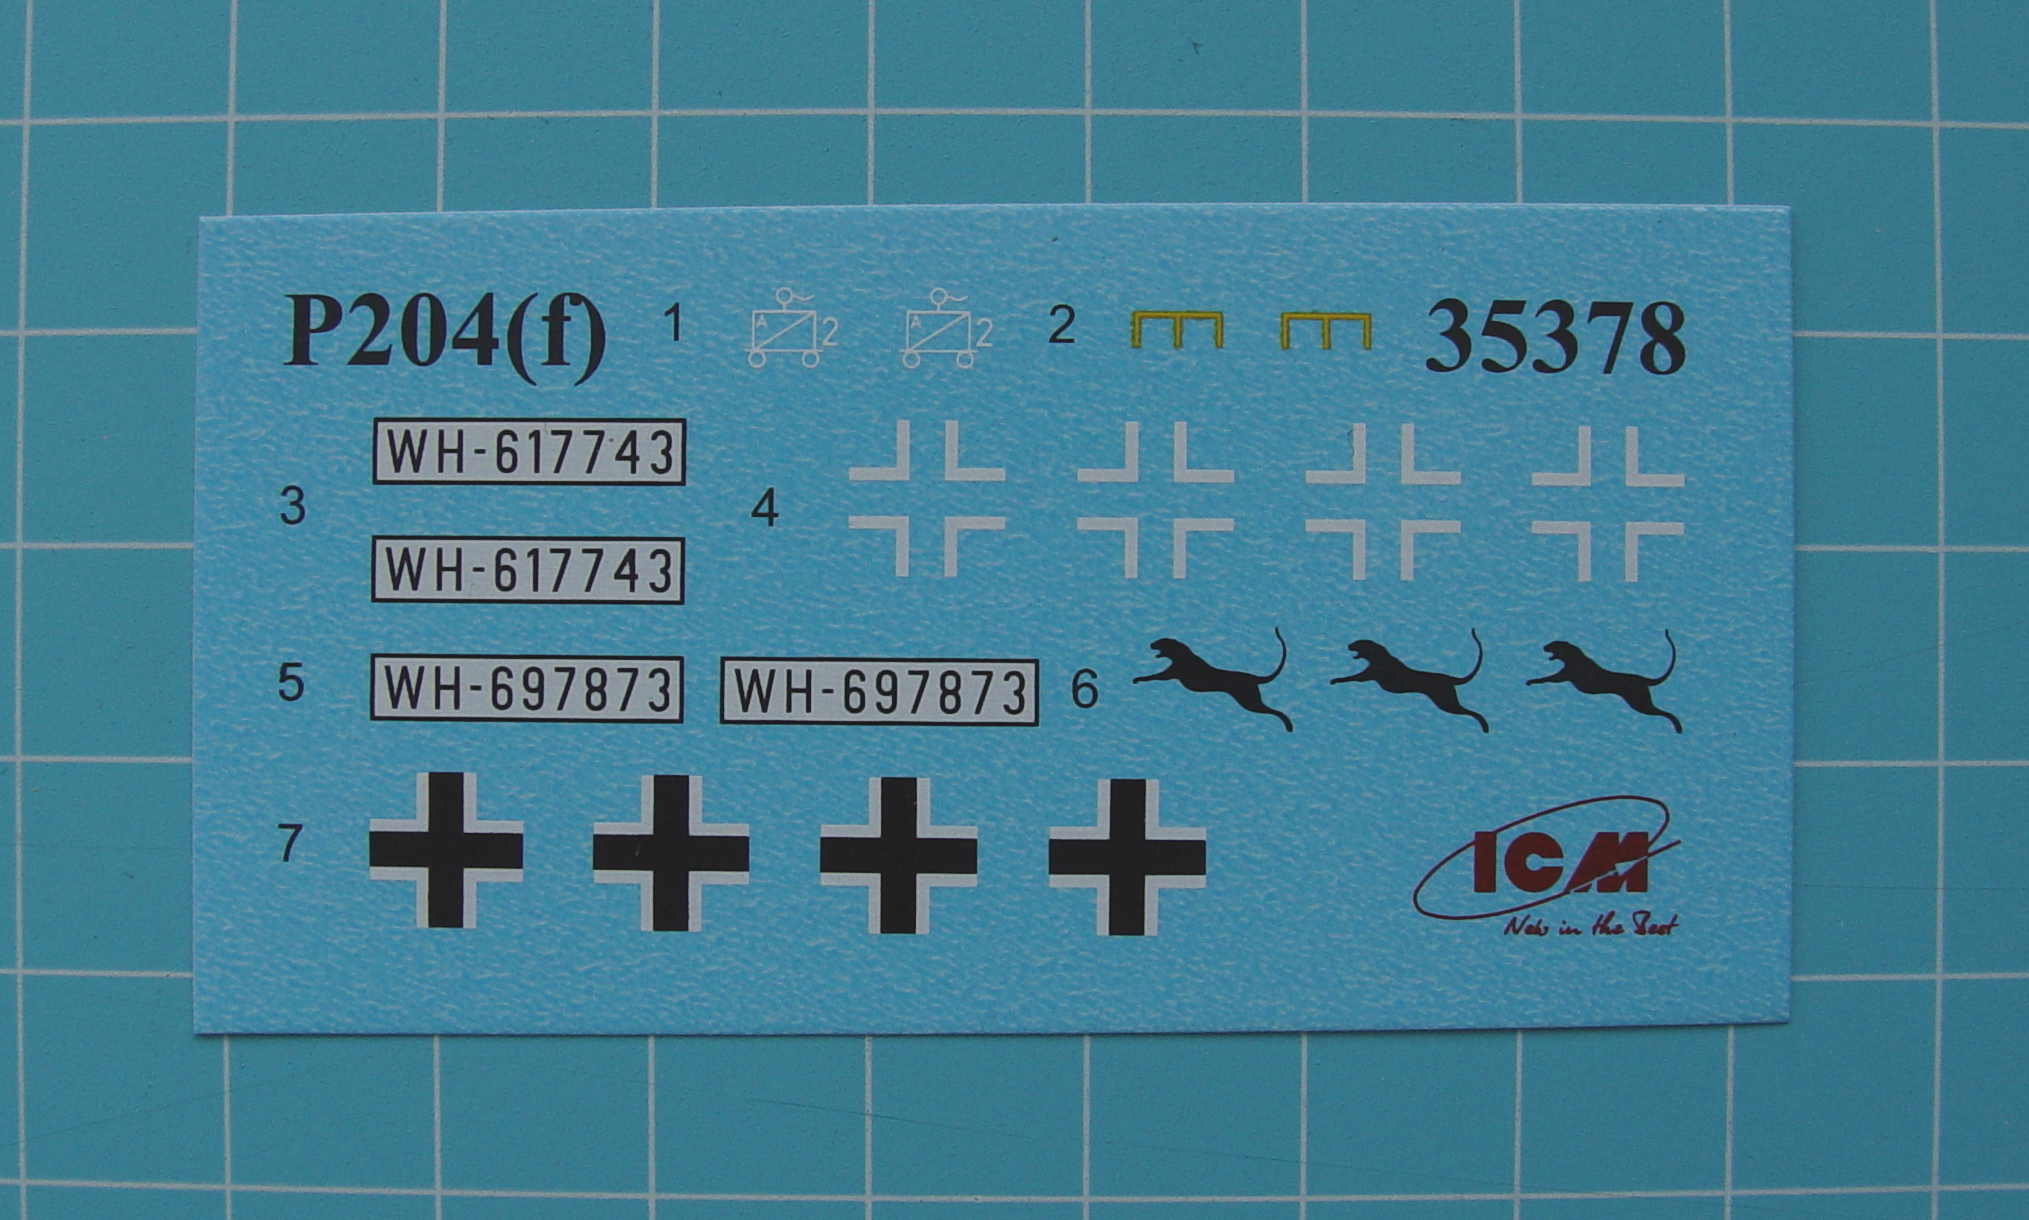 P204(f) 1 A 2 A 2 2 35378
WH-617743
3 4
WH-617743
5 WH-697873 WH-697873 6
7
ICM
New in the Best